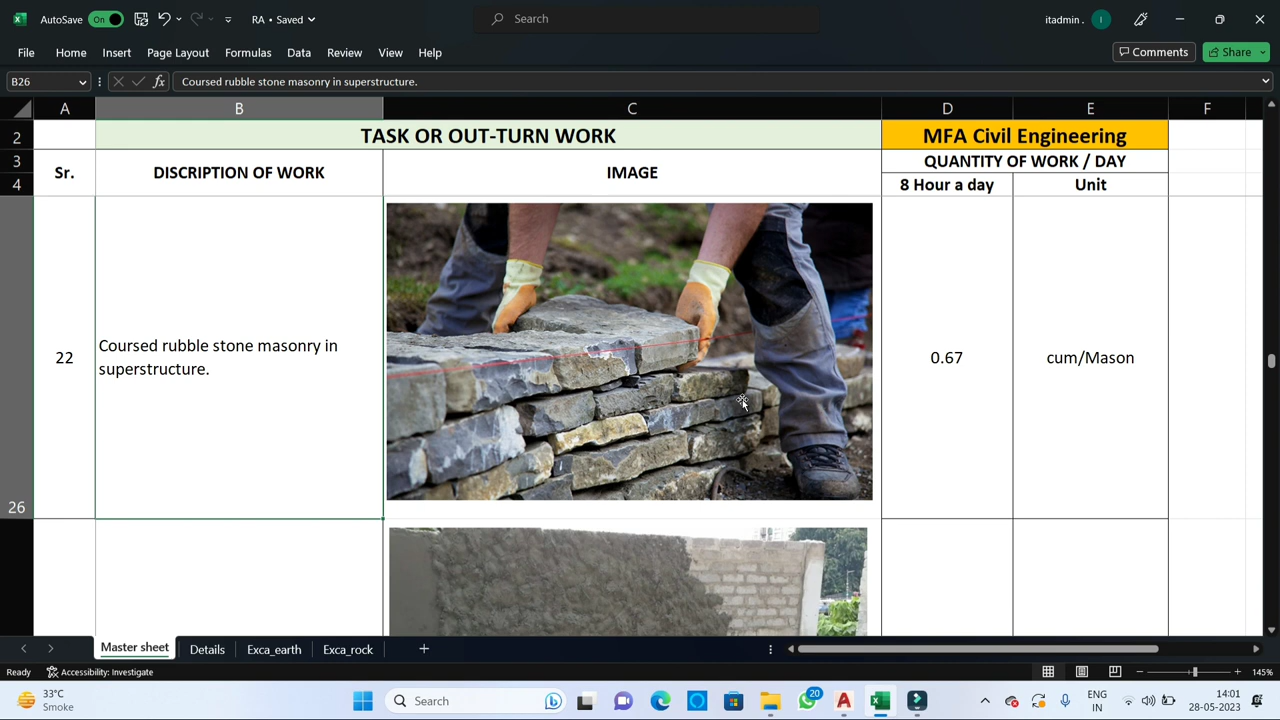 AutoSave On RA • Saved Search itadmin . I
File Home Insert Page Layout Formulas Data Review View Help Comments Share
B26 fx Coursed rubble stone masonry in superstructure.
A B C D E F
2 TASK OR OUT-TURN WORK MFA Civil Engineering
3 Sr. DISCRIPTION OF WORK IMAGE QUANTITY OF WORK / DAY
4 8 Hour a day Unit
22 Coursed rubble stone masonry in superstructure. 0.67 cum/Mason
26
Master sheet Details Exca_earth Exca_rock
Ready Accessibility: Investigate 145%
33°C
Smoke
Search
20
ENG
IN
14:01
28-05-2023